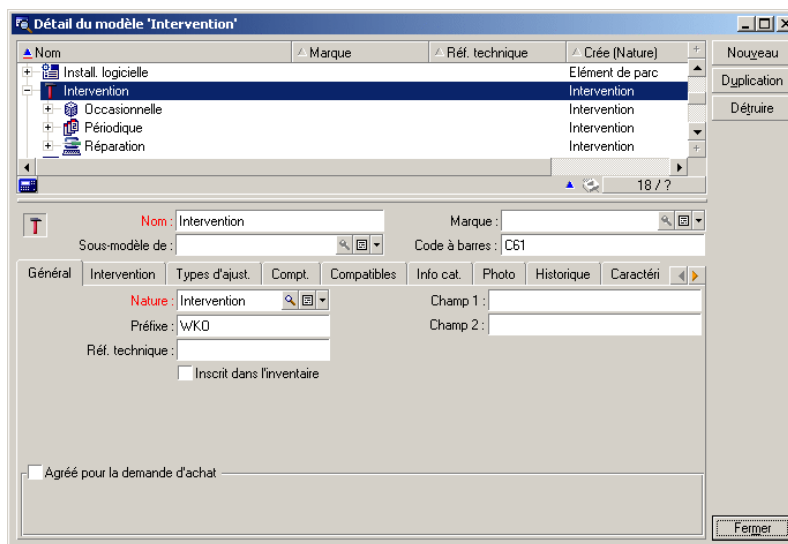 Détail du modèle 'Intervention'
Nom Marque Réf. technique Crée (Nature)
Install. logicielle Elément de parc
Intervention Intervention
Occasionnelle Intervention
Périodique Intervention
Réparation Intervention
18 / ?
Nouveau
Duplication
Détruire
Nom : Intervention Marque :
Sous-modèle de : Code à barres : C61
Général Intervention Types d'ajust. Compt. Compatibles Info cat. Photo Historique Caractéri
Nature : Intervention Champ 1 :
Préfixe : WKO Champ 2 :
Réf. technique :
Inscrit dans l'inventaire
Agréé pour la demande d'achat
Fermer